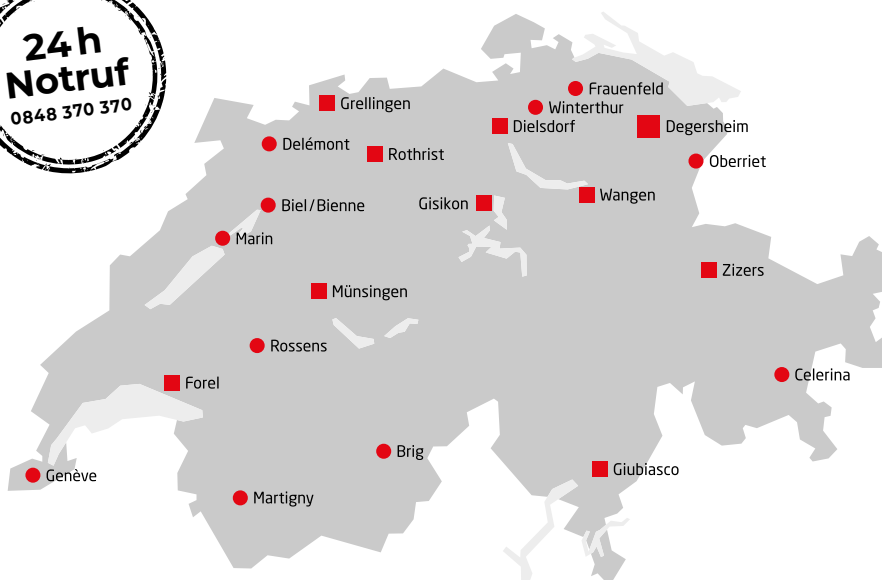 24 h
Notruf
0848 370 370
Frauenfeld
Grellingen
Winterthur
Dielsdorf
Degersheim
Delémont
Rothrist
Oberriet
Wangen
Biel/Bienne
Gisikon
Marin
Zizers
Münsingen
Rossens
Forel
Celerina
Brig
Giubiasco
Genève
Martigny